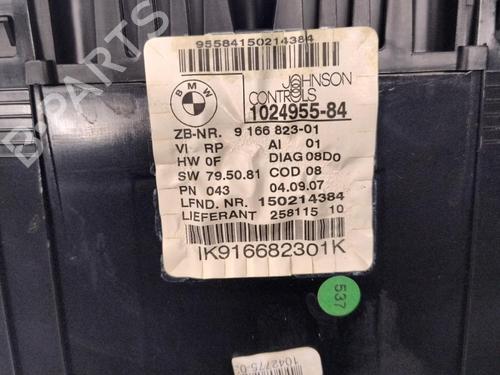 B-PARTS
95584150214384
BMW
JOHNSON
CONTROLS
1024955-84
ZB-NR. 9 166 823-01
VI RP AI 01
HW 0F DIAG 08D0
SW 79.50.81 COD 08
PN 043 04.09.07
LFND. NR. 150214384
LIEFERANT 258115 10
IK916682301K
537